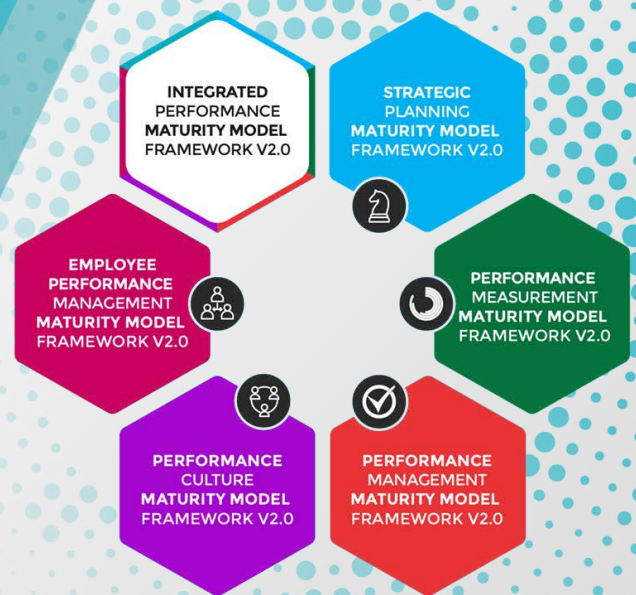 INTEGRATED
PERFORMANCE
MATURITY MODEL
FRAMEWORK V2.0
STRATEGIC
PLANNING
MATURITY MODEL
FRAMEWORK V2.0
EMPLOYEE
PERFORMANCE
MANAGEMENT
MATURITY MODEL
FRAMEWORK V2.0
PERFORMANCE
MEASUREMENT
MATURITY MODEL
FRAMEWORK V2.0
PERFORMANCE
CULTURE
MATURITY MODEL
FRAMEWORK V2.0
PERFORMANCE
MANAGEMENT
MATURITY MODEL
FRAMEWORK V2.0